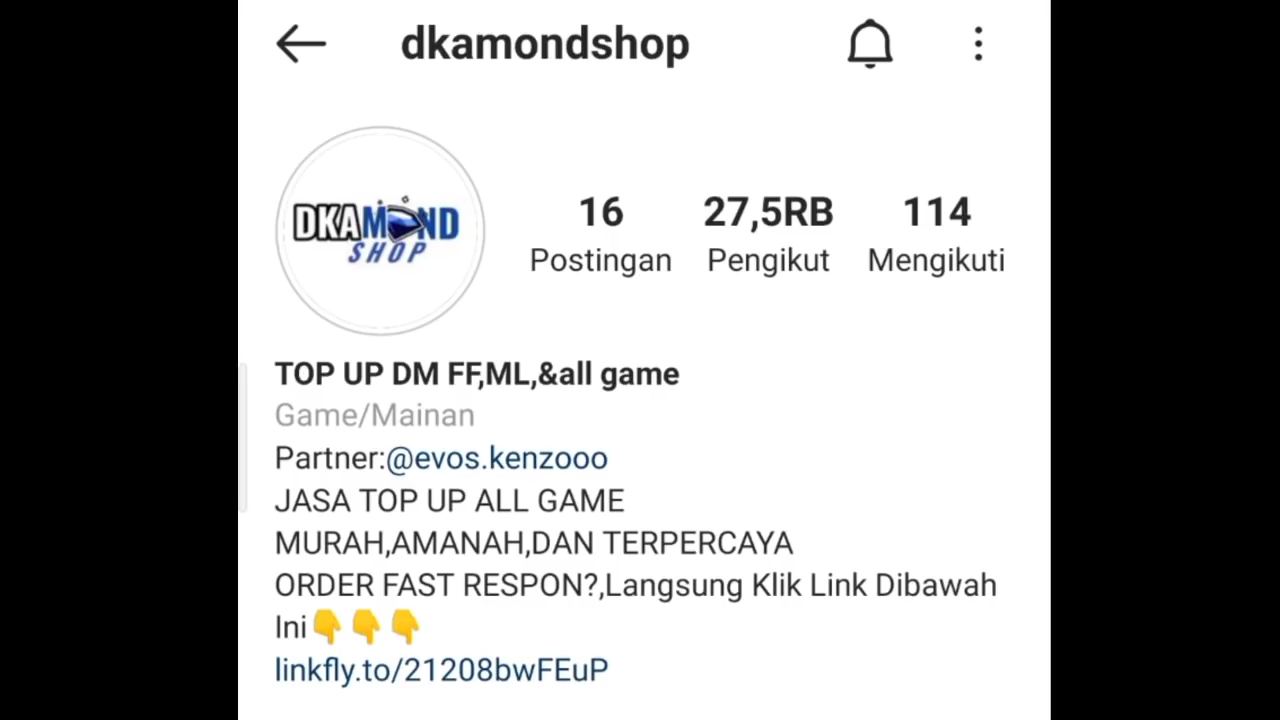 dkamondshop
DKAMOND
SHOP
16 27,5RB 114
Postingan Pengikut Mengikuti
TOP UP DM FF,ML,&all game
Game/Mainan
Partner:@evos.kenzooo
JASA TOP UP ALL GAME
MURAH,AMANAH,DAN TERPERCAYA
ORDER FAST RESPON?,Langsung Klik Link Dibawah
Ini👇👇👇
linkfly.to/21208bwFEuP